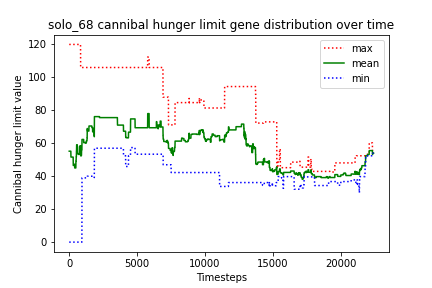 solo_68 cannibal hunger limit gene distribution over time
120
100
80
60
40
20
0
Cannibal hunger limit value
max
mean
min
0
5000
10000
15000
20000
Timesteps